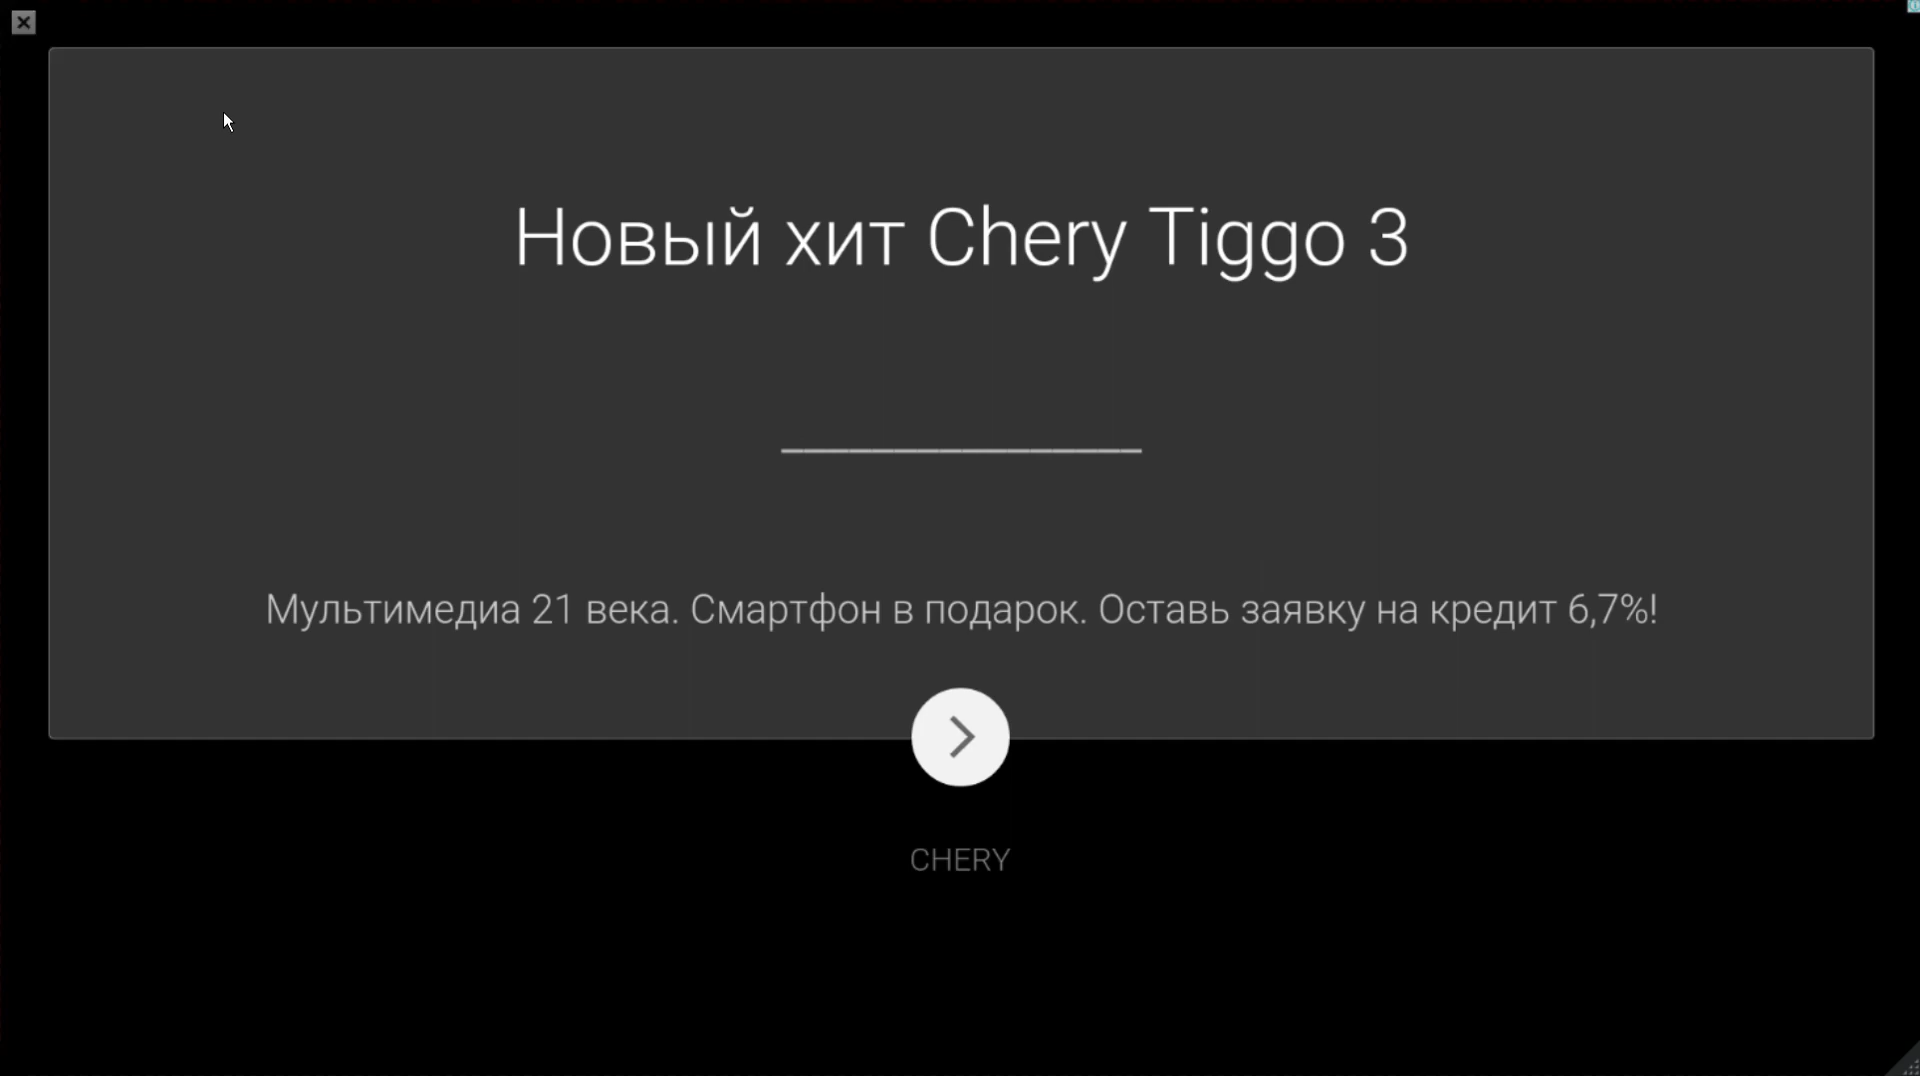 Новый хит Chery Tiggo 3
Мультимедиа 21 века. Смартфон в подарок. Оставь заявку на кредит 6,7%!
CHERY